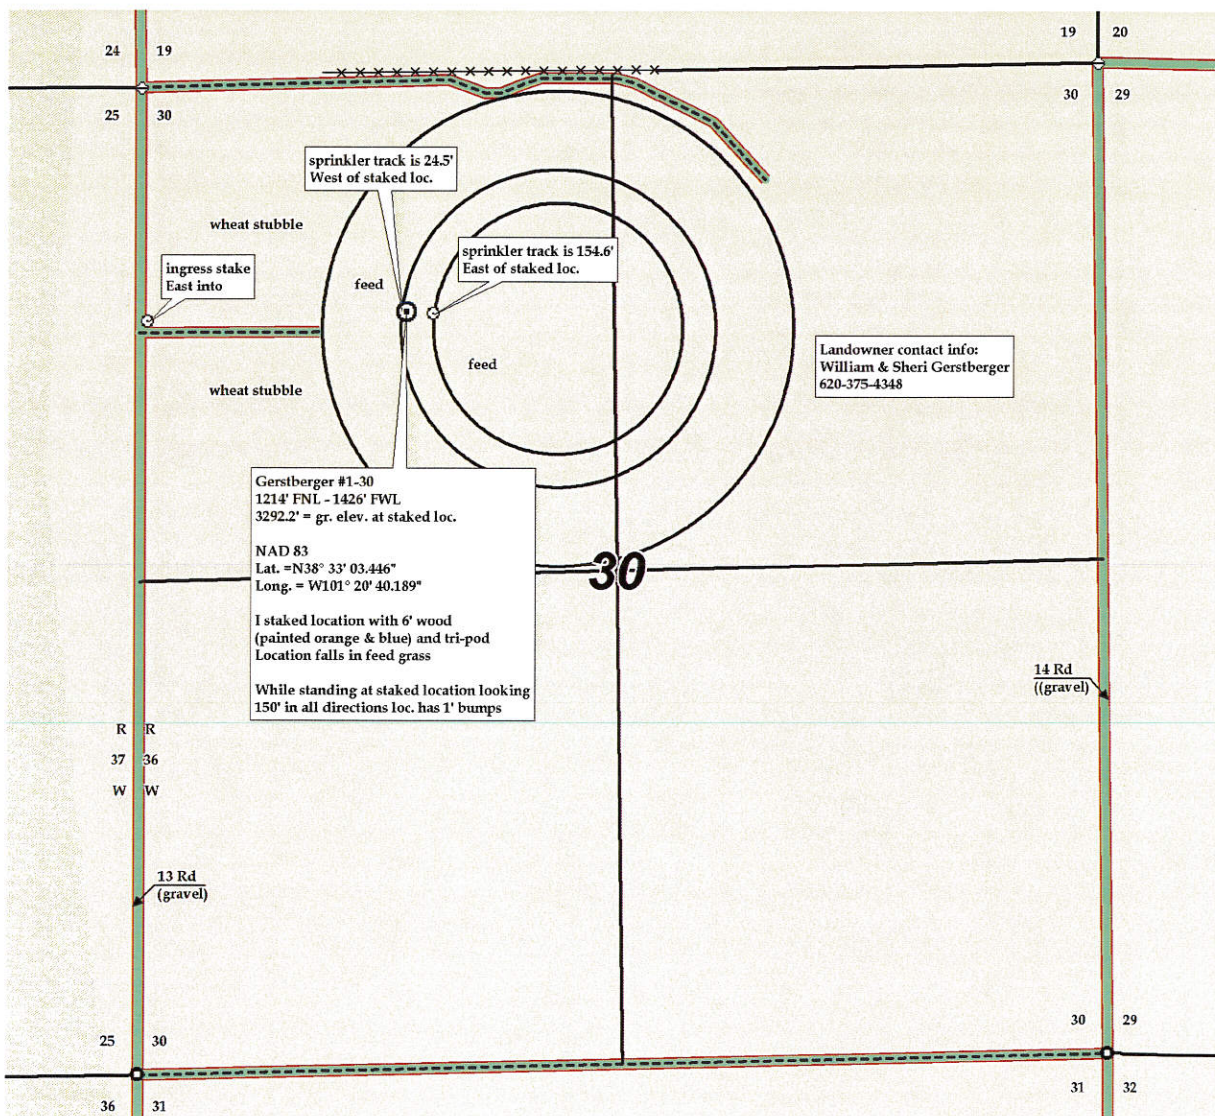 24 19
19 20
25 30
30 29
sprinkler track is 24.5'
West of staked loc.
wheat stubble
sprinkler track is 154.6'
East of staked loc.
ingress stake
East into
feed
Landowner contact info:
William & Sheri Gerstberger
620-375-4348
feed
wheat stubble
Gerstberger #1-30
1214' FNL - 1426' FWL
3292.2' = gr. elev. at staked loc.
NAD 83
Lat. =N38° 33' 03.446"
Long. = W101° 20' 40.189"
I staked location with 6' wood
(painted orange & blue) and tri-pod
Location falls in feed grass
While standing at staked location looking
150' in all directions loc. has 1' bumps
30
14 Rd
((gravel)
R R
37 36
W W
13 Rd
(gravel)
25 30
30 29
36 31
31 32